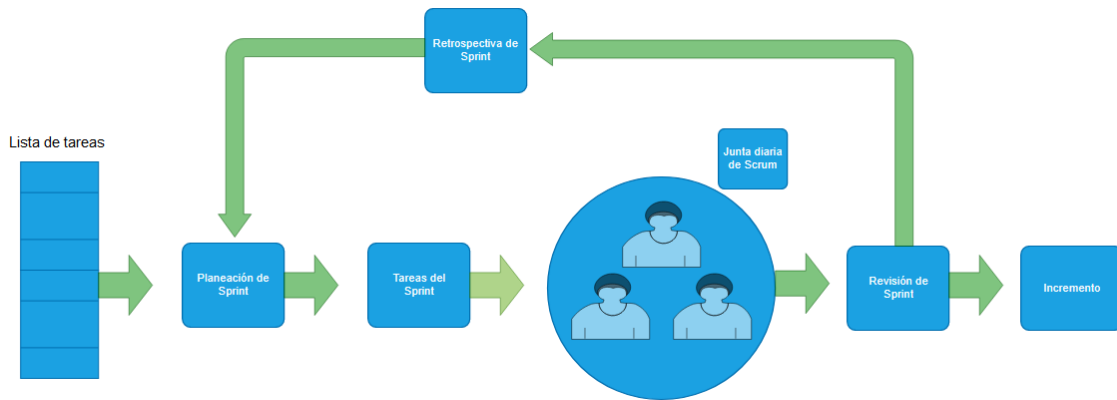 Retrospectiva de
Sprint
Lista de tareas
Junta diaria
de Scrum
Planeación de
Sprint
Tareas del
Sprint
Revisión de
Sprint
Incremento